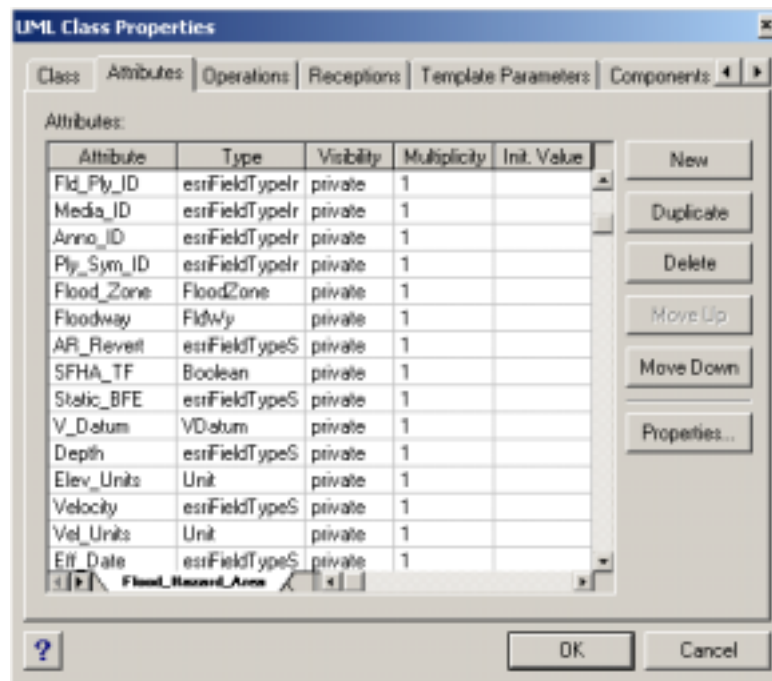 UML Class Properties
Class Attributes Operations Receptions Template Parameters Components
Attributes:
Attribute Type Visibility Multiplicity Init. Value
Fld_Ply_ID esriFieldTypeIr private 1
Media_ID esriFieldTypeIr private 1
Anno_ID esriFieldTypeIr private 1
Ply_Sym_ID esriFieldTypeIr private 1
Flood_Zone FloodZone private 1
Floodway FldWy private 1
AR_Revert esriFieldTypeS private 1
SFHA_TF Boolean private 1
Static_BFE esriFieldTypeS private 1
V_Datum VDatum private 1
Depth esriFieldTypeS private 1
Elev_Units Unit private 1
Velocity esriFieldTypeS private 1
Vel_Units Unit private 1
Eff_Date esriFieldTypeS private 1
Flood_Hazard_Area
New
Duplicate
Delete
Move Up
Move Down
Properties...
?
OK Cancel